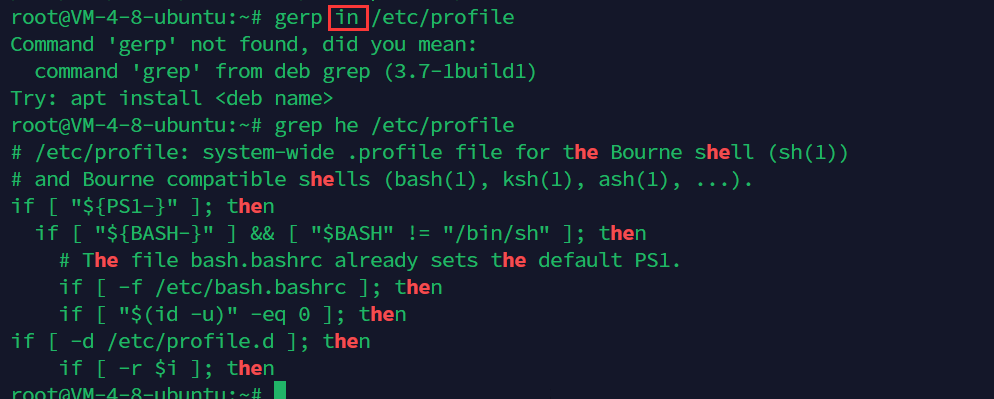 root@VM-4-8-ubuntu:~# gerp in /etc/profile
Command 'gerp' not found, did you mean:
  command 'grep' from deb grep (3.7-1build1)
Try: apt install <deb name>
root@VM-4-8-ubuntu:~# grep he /etc/profile
# /etc/profile: system-wide .profile file for the Bourne shell (sh(1))
# and Bourne compatible shells (bash(1), ksh(1), ash(1), ...).
if [ "${PS1-}" ]; then
  if [ "${BASH-}" ] && [ "$BASH" != "/bin/sh" ]; then
    # The file bash.bashrc already sets the default PS1.
    if [ -f /etc/bash.bashrc ]; then
    if [ "$(id -u)" -eq 0 ]; then
if [ -d /etc/profile.d ]; then
    if [ -r $i ]; then
root@VM-4-8-ubuntu:~#